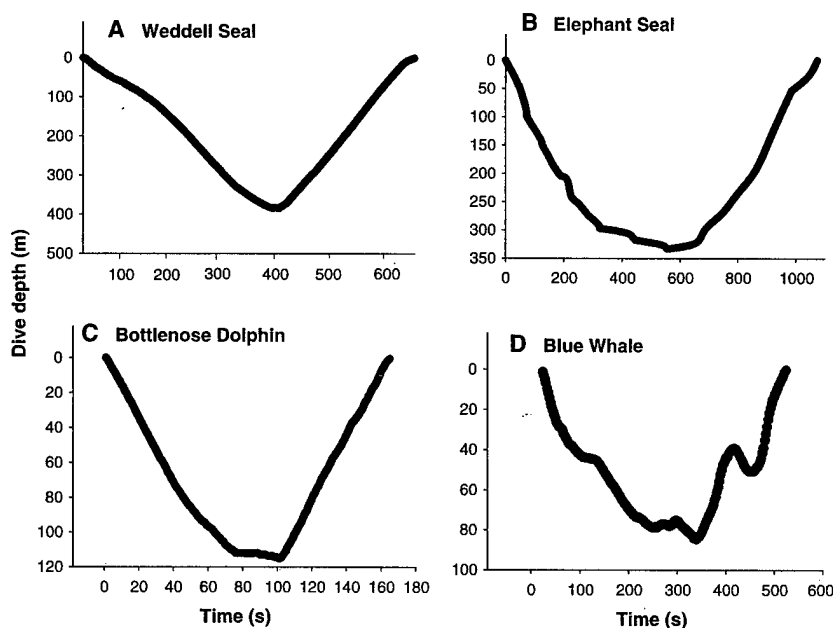 A Weddell Seal
B Elephant Seal
0
100
200
300
400
500
100 200 300 400 500 600
0
50
100
150
200
250
300
350
0 200 400 600 800 1000
Dive depth (m)
C Bottlenose Dolphin
D Blue Whale
0
20
40
60
80
100
120
0 20 40 60 80 100 120 140 160 180
Time (s)
0
20
40
60
80
100
0 100 200 300 400 500 600
Time (s)